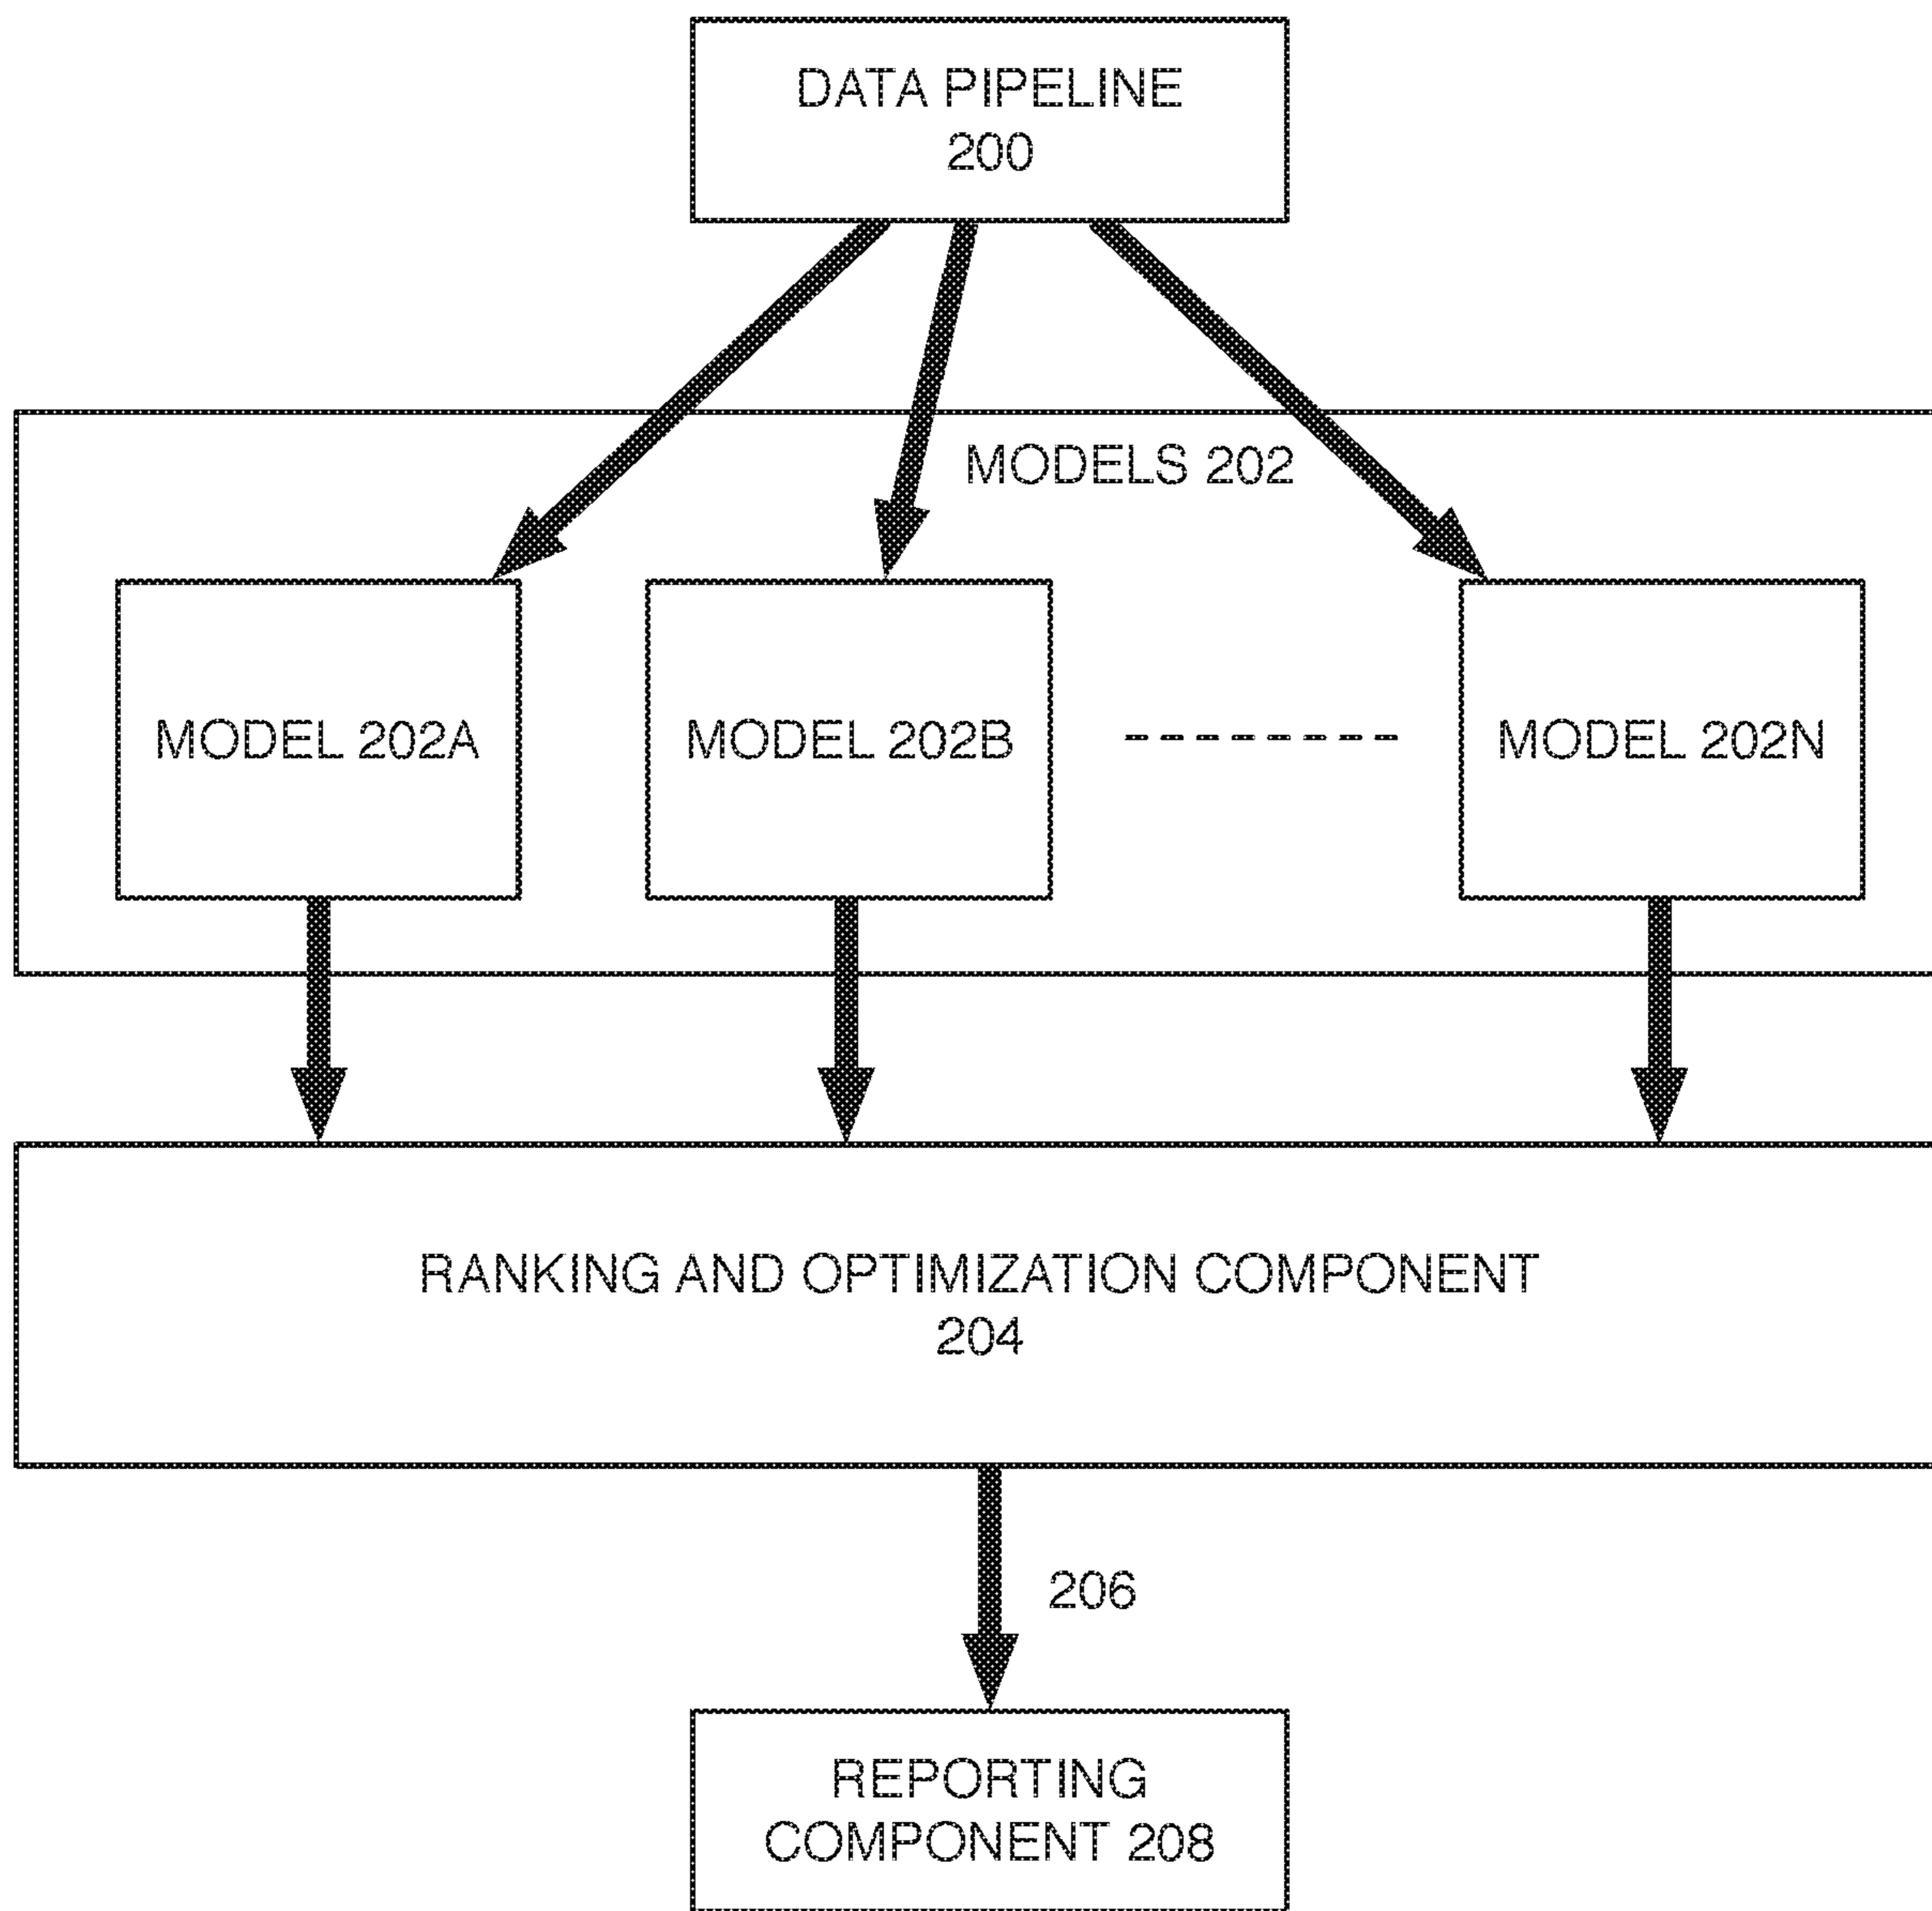 DATA PIPELINE
200
MODELS 202
MODEL 202A
MODEL 202B
MODEL 202N
RANKING AND OPTIMIZATION COMPONENT
204
206
REPORTING
COMPONENT 208